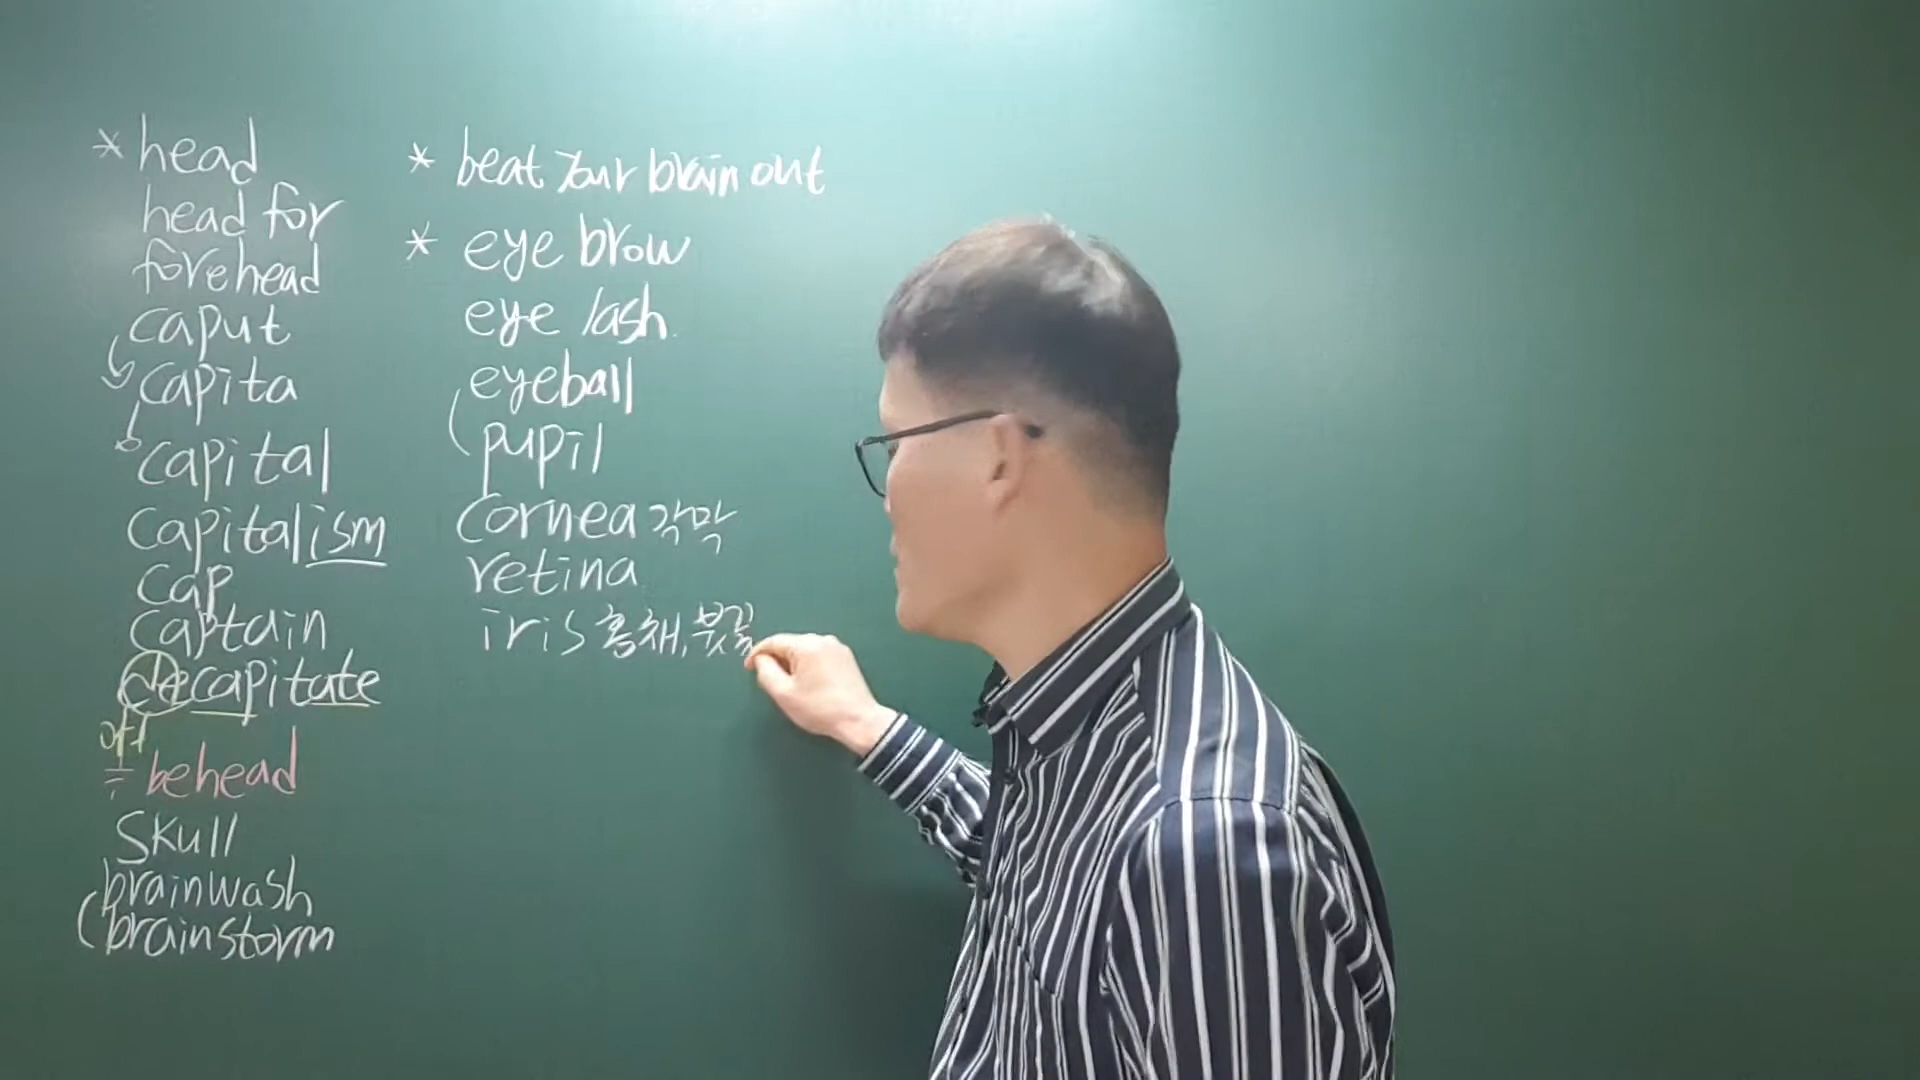 * head
head for
forehead
caput
capita
capital
capitalism
cap
captain
decapitate
off
= behead
skull
brainwash
brainstorm
* beat your brain out
* eye brow
eye lash
eyeball
pupil
cornea 각막
retina
iris 홍채, 붓꽃